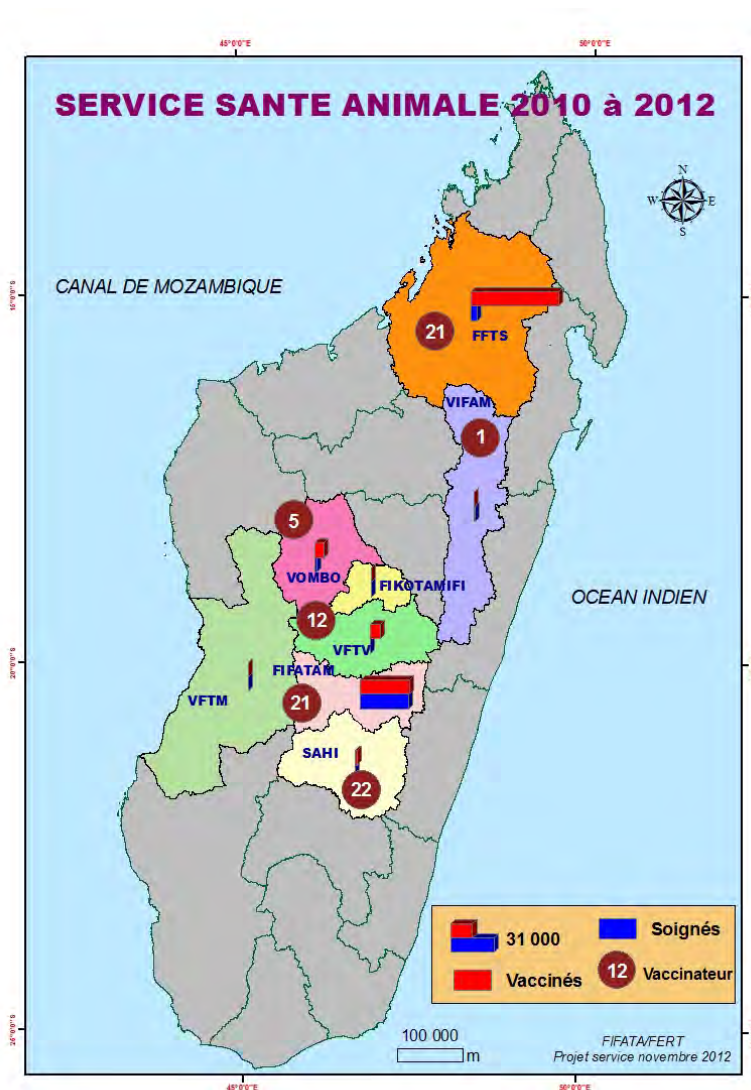 45°0'0"E 50°0'0"E
SERVICE SANTE ANIMALE 2010 à 2012
N
W E
S
CANAL DE MOZAMBIQUE
FFTS
21
VIFAM
1
5
VOMBO
FIKOTAMIFI
OCEAN INDIEN
12
VFTV
FIFATAM
VFTM
21
SAHI
22
31 000
Soignés
Vaccinés
12 Vaccinateur
100 000
m
FIFATA/FERT
Projet service novembre 2012
45°0'0"E 50°0'0"E